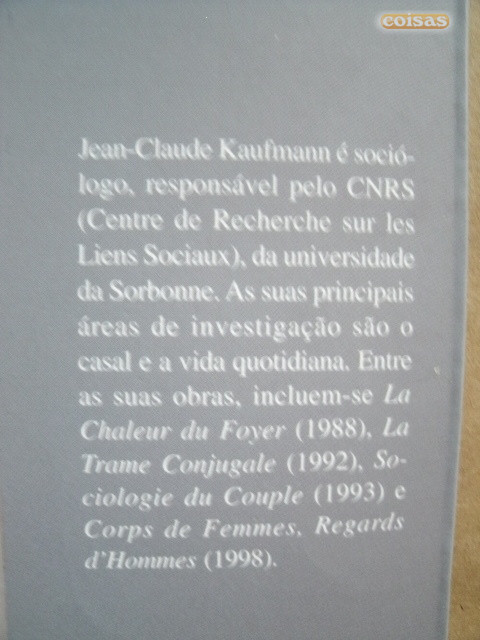 coisas
Jean-Claude Kaufmann é soció-
logo, responsável pelo CNRS
(Centre de Recherche sur les
Liens Sociaux), da universidade
da Sorbonne. As suas principais
áreas de investigação são o
casal e a vida quotidiana. Entre
as suas obras, incluem-se La
Chaleur du Foyer (1988), La
Trame Conjugale (1992), So-
ciologie du Couple (1993) e
Corps de Femmes, Regards
d'Hommes (1998).